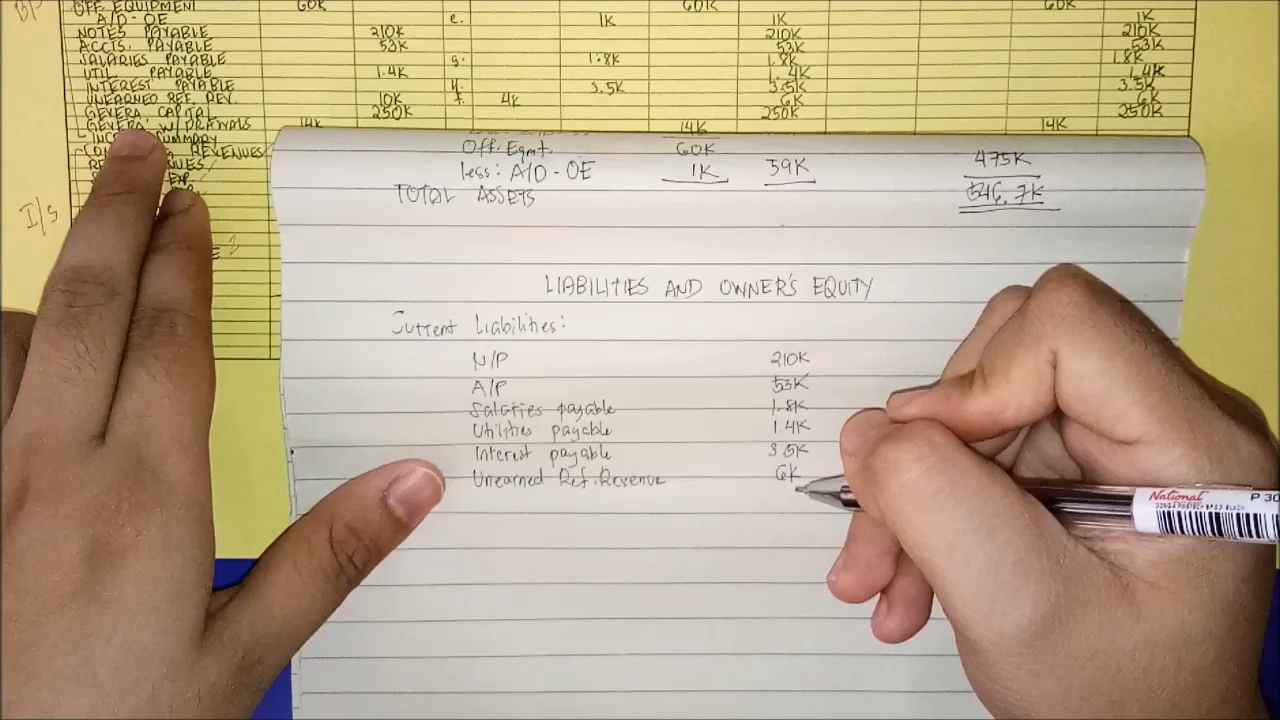 OFF. EQUIPMENT 60K 60K 60K
A/D - OE e. 1K 1K 1K
NOTES PAYABLE 210K 210K 210K
ACCTS. PAYABLE 53K 53K 53K
SALARIES PAYABLE g. 1.8K 1.8K 1.8K
UTIL. PAYABLE 1.4K 1.4K 1.4K
INTEREST PAYABLE 3.5K 3.5K 3.5K
UNEARNED REF. REV. 10K f. 4K 6K 6K
GEVERA, CAPITAL 250K 250K 250K
GEVERA, W/DRAWALS 14K 14K 14K
SUMMARY
REVENUES
I/S
Off. Eqmt. 60K
less: A/D - OE 1K 59K 475K
TOTAL ASSETS 546.7K
LIABILITIES AND OWNER'S EQUITY
Current Liabilities:
N/P 210K
A/P 53K
Salaries payable 1.8K
Utilities payable 1.4K
Interest payable 3.5K
Unearned Ref. Revenue 6K
National
P 30